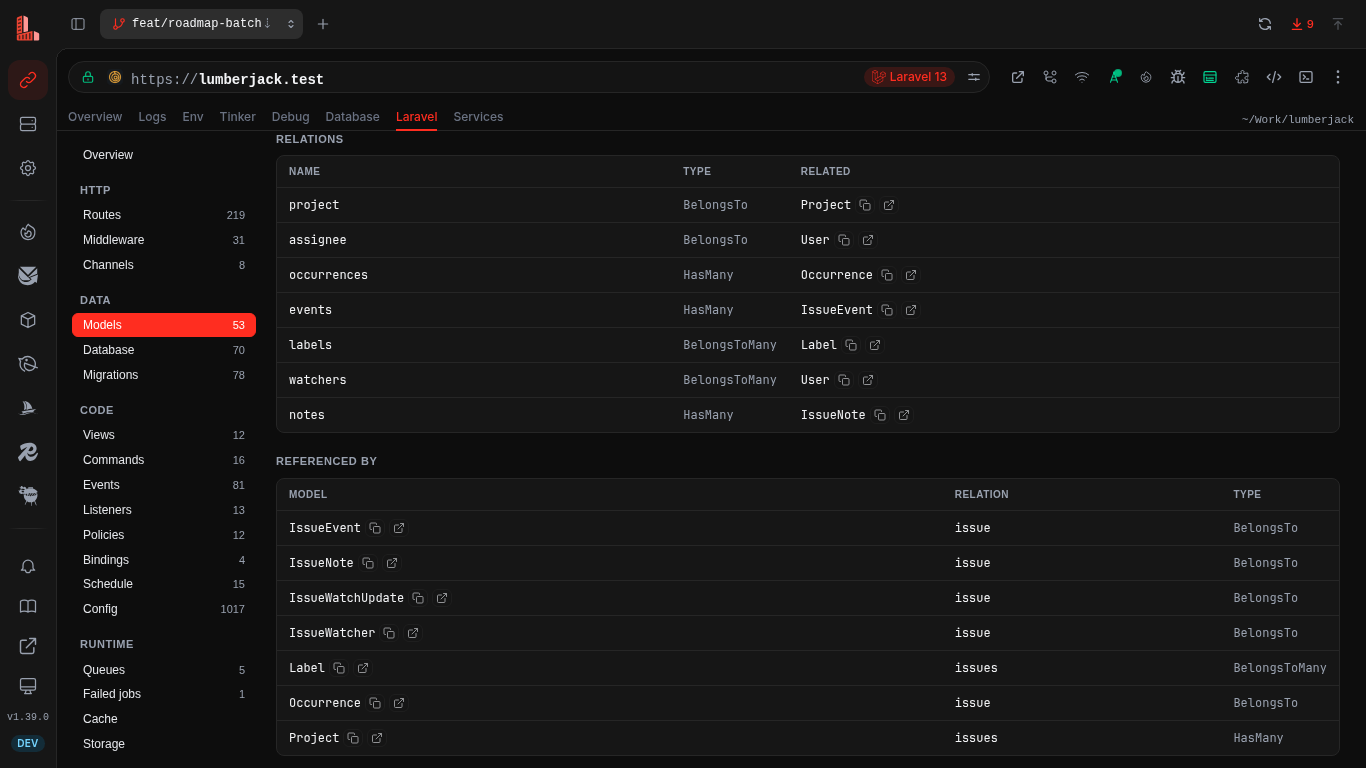 feat/roadmap-batch
9
https://lumberjack.test
Laravel 13
Overview Logs Env Tinker Debug Database Laravel Services
~/Work/lumberjack
Overview
HTTP
Routes 219
Middleware 31
Channels 8
DATA
Models 53
Database 70
Migrations 78
CODE
Views 12
Commands 16
Events 81
Listeners 13
Policies 12
Bindings 4
Schedule 15
Config 1017
RUNTIME
Queues 5
Failed jobs 1
Cache
Storage
v1.39.0
DEV
RELATIONS
NAME TYPE RELATED
project BelongsTo Project
assignee BelongsTo User
occurrences HasMany Occurrence
events HasMany IssueEvent
labels BelongsToMany Label
watchers BelongsToMany User
notes HasMany IssueNote
REFERENCED BY
MODEL RELATION TYPE
IssueEvent issue BelongsTo
IssueNote issue BelongsTo
IssueWatchUpdate issue BelongsTo
IssueWatcher issue BelongsTo
Label issues BelongsToMany
Occurrence issue BelongsTo
Project issues HasMany